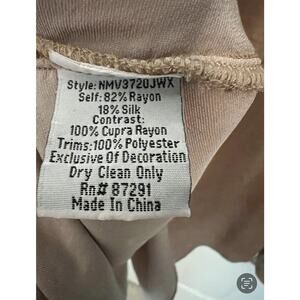 Style: NMV3720JWX
Self: 82% Rayon
18% Silk
Contrast:
100% Cupra Rayon
Trims: 100% Polyester
Exclusive Of Decoration
Dry Clean Only
Rn# 87291
Made In China